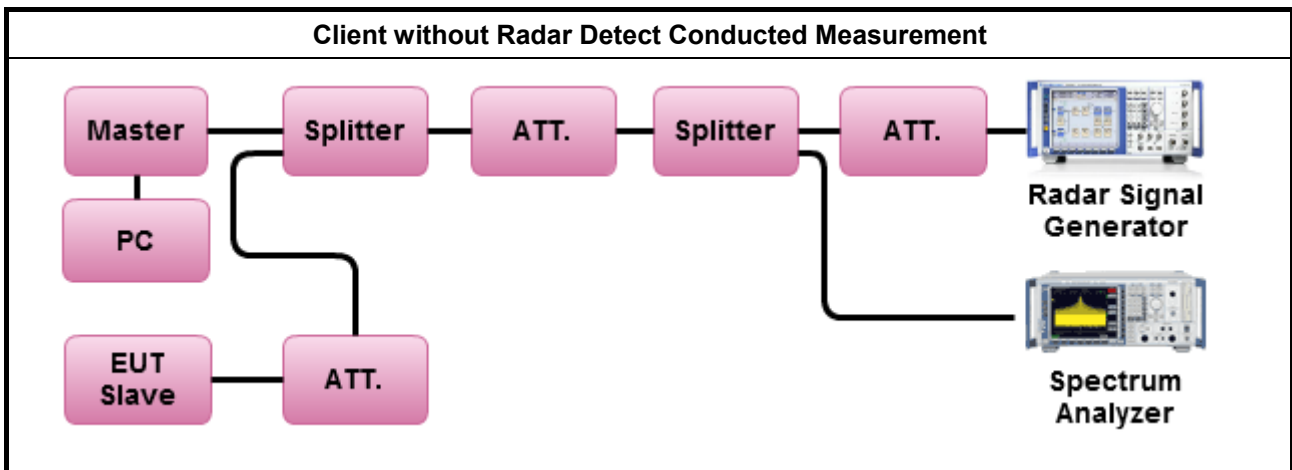 Client without Radar Detect Conducted Measurement
Master
Splitter
ATT.
Splitter
ATT.
Radar Signal
Generator
PC
EUT
Slave
ATT.
Spectrum
Analyzer